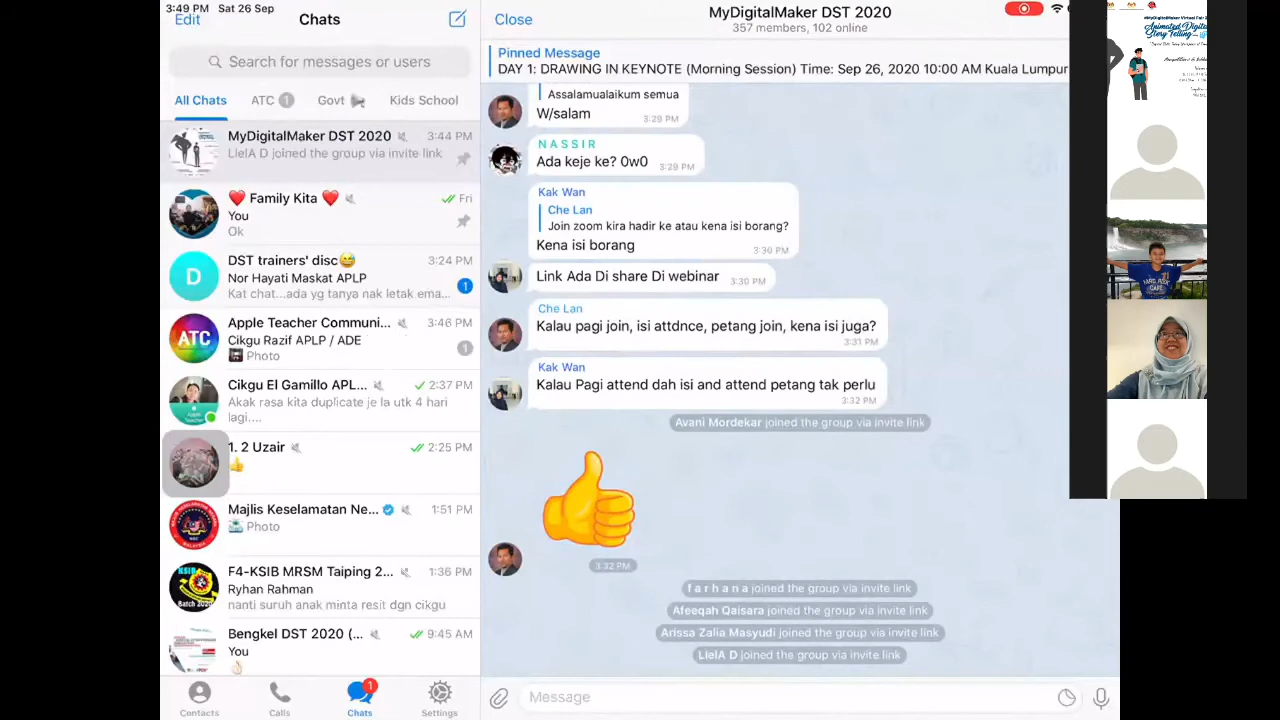 3:49 PM Sat 26 Sep
Edit
Chats
Search for messages or users
All Chats
ATC 1
Govt
Kids School
MyDigitalMaker DST 2020
3:44 PM
LlelA D joined the group via invite link
Family Kita
Fri
You
Ok
D
DST trainers' disc
3:24 PM
Nor Hayati Maskat APLP
Kat chat...ada yg tanya nak letak ema...
1
ATC
Apple Teacher Communi...
3:46 PM
Cikgu Razif APLP / ADE
Photo
1
Cikgu El Gamillo APL...
2:37 PM
Akak rasa kita duplicate je la utk 4 hari
lagi....
Apple
Teacher
1. 2 Uzair
2:25 PM
Majlis Keselamatan Ne...
1:51 PM
Photo
F4-KSIB MRSM Taiping 2...
1:36 PM
Ryhan Rahman
nanti suruh anak minta resit dgn cikgu
KSIB
Batch 2020
Bengkel DST 2020 (...
9:45 AM
You
Contacts
Calls
Chats
1
Settings
Close
MyDigitalMaker DST 2020
357 members, 102 online
Pinned Message
DAY 1: DRAWING IN KEYNOTE (Morning Session) Time: Sep 26, 2020 10:00 AM Kuala Lumpur
Assalamualaikum semua
W/salam
3:29 PM
N A S S I R
Ada keje ke? 0w0
3:29 PM
Kak Wan
Che Lan
Join zoom kira hadir ke atau kena isi borang?
Kena isi borang
3:30 PM
Link Ada Di share Di webinar
3:30 PM
Che Lan
Kalau pagi join, isi attdnce, petang join, kena isi juga?
3:31 PM
Kak Wan
Kalau Pagi attend dah isi and attend petang tak perlu
3:32 PM
Avani Mordekar joined the group via invite link
3:32 PM
f a r h a n a joined the group via invite link
Afeeqah Qaisara joined the group via invite link
Arissa Zalia Masyudi joined the group via invite link
LlelA D joined the group via invite link
Message
#MyDigitalMaker Virtual Fair 2
Animated Digital
Story Telling